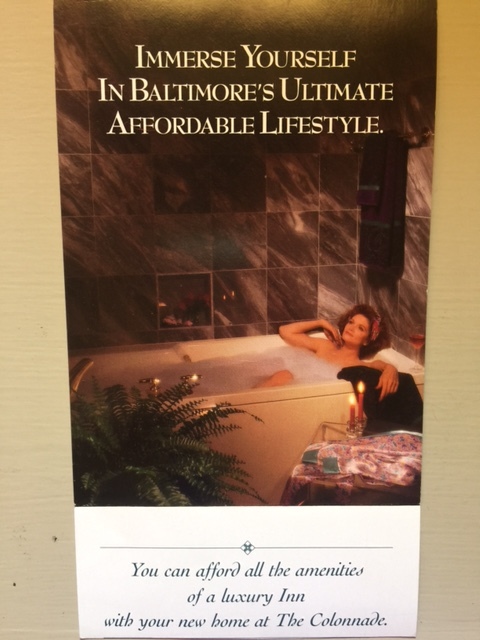 Immerse Yourself
In Baltimore's Ultimate
Affordable Lifestyle.
You can afford all the amenities
of a luxury Inn
with your new home at The Colonnade.